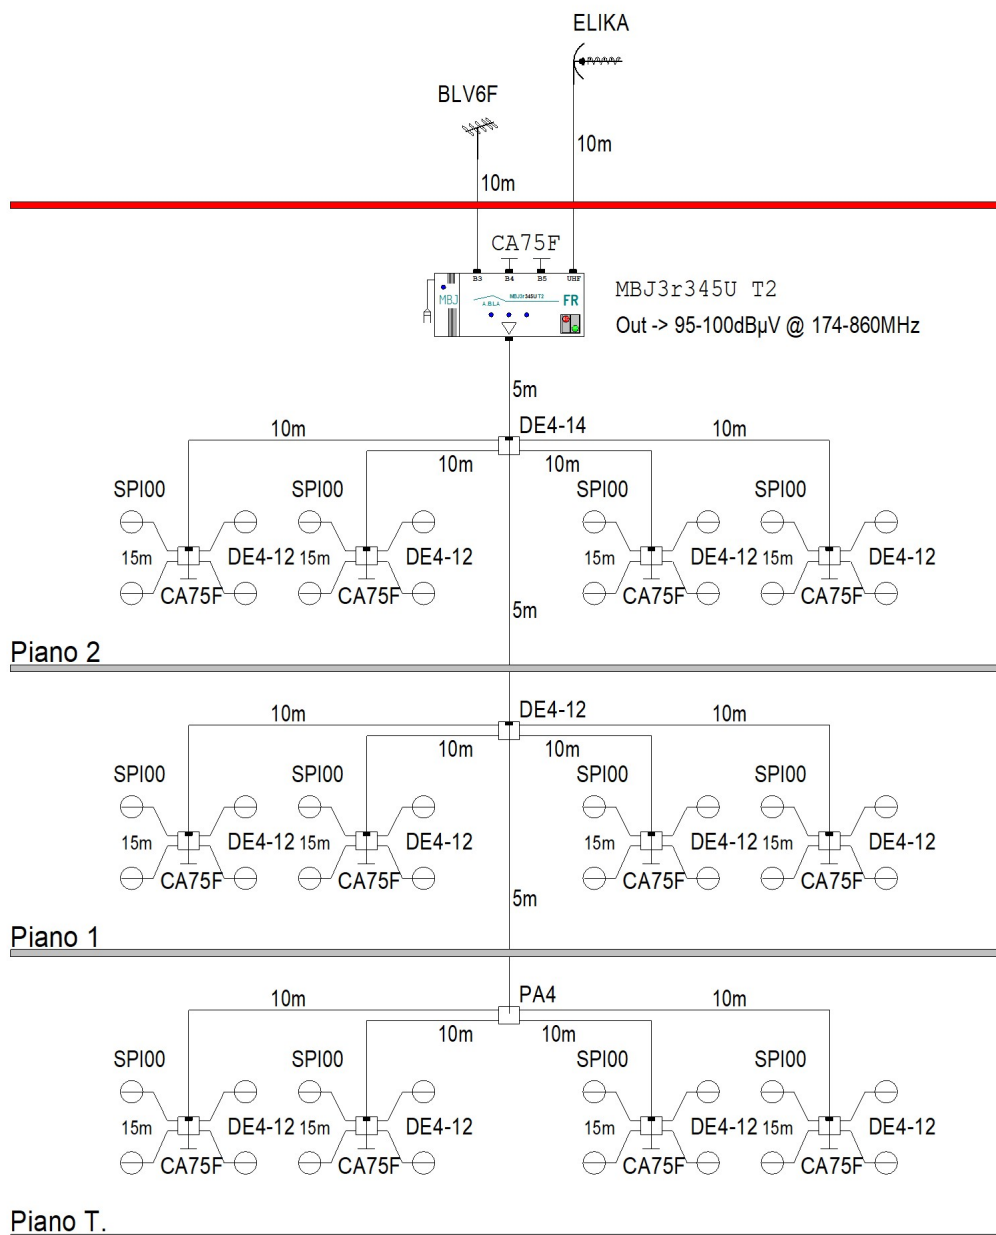 ELIKA
BLV6F
10m
10m
CA75F
B3 B4 B5 UHF
MBJ
MBJ3r345U T2
A.BI.A.
FR
MBJ3r345U T2
Out -> 95-100dBµV @ 174-860MHz
5m
DE4-14
10m 10m
10m 10m
SPI00 SPI00 SPI00 SPI00
15m DE4-12 15m DE4-12 15m DE4-12 15m DE4-12
CA75F CA75F CA75F CA75F
5m
Piano 2
DE4-12
10m 10m
10m 10m
SPI00 SPI00 SPI00 SPI00
15m DE4-12 15m DE4-12 15m DE4-12 15m DE4-12
CA75F CA75F CA75F CA75F
5m
Piano 1
PA4
10m 10m
10m 10m
SPI00 SPI00 SPI00 SPI00
15m DE4-12 15m DE4-12 15m DE4-12 15m DE4-12
CA75F CA75F CA75F CA75F
Piano T.